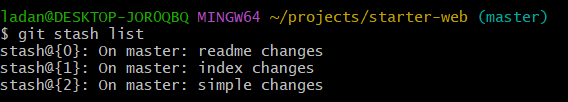 ladan@DESKTOP-JOR0QBQ MINGW64 ~/projects/starter-web (master)
$ git stash list
stash@{0}: On master: readme changes
stash@{1}: On master: index changes
stash@{2}: On master: simple changes